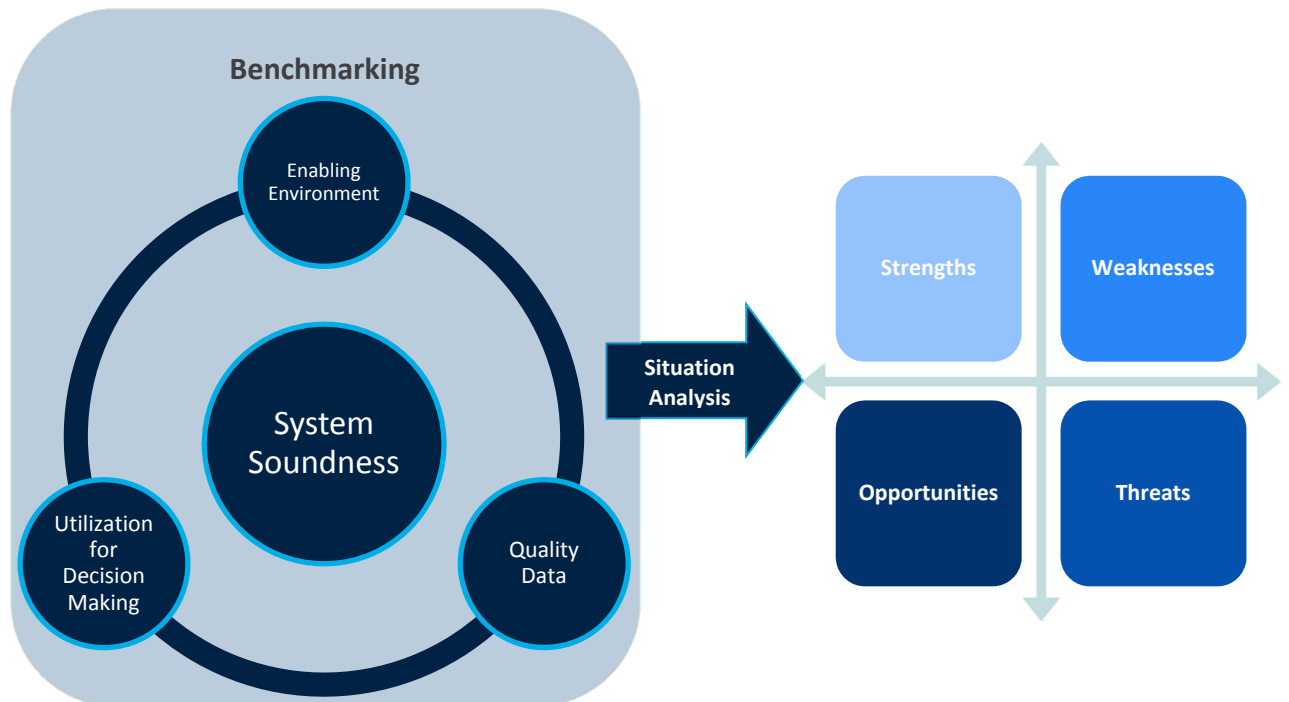 Benchmarking
Enabling
Environment
System
Soundness
Utilization
for
Decision
Making
Quality
Data
Situation
Analysis
Strengths
Weaknesses
Opportunities
Threats